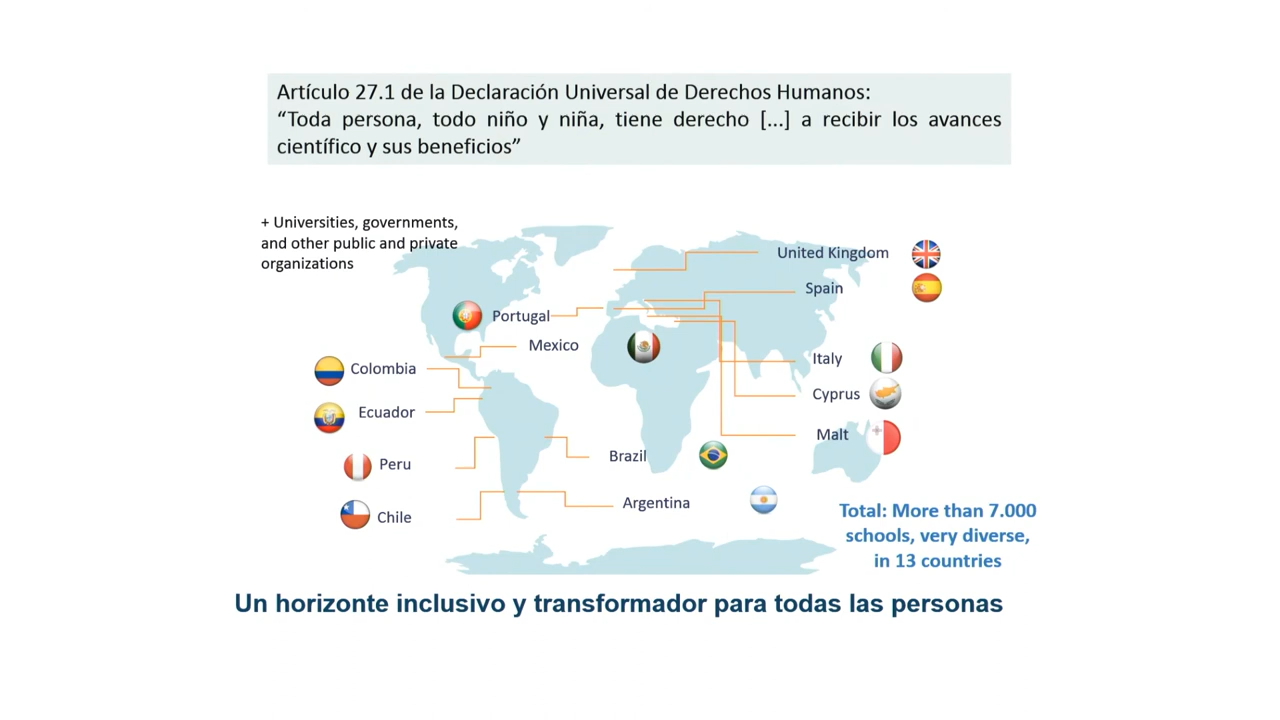 Artículo 27.1 de la Declaración Universal de Derechos Humanos:
“Toda persona, todo niño y niña, tiene derecho [...] a recibir los avances
científico y sus beneficios”
+ Universities, governments,
and other public and private
organizations
United Kingdom
Spain
Portugal
Mexico
Colombia
Italy
Cyprus
Ecuador
Malt
Peru
Brazil
Chile
Argentina
Total: More than 7.000
schools, very diverse,
in 13 countries
Un horizonte inclusivo y transformador para todas las personas